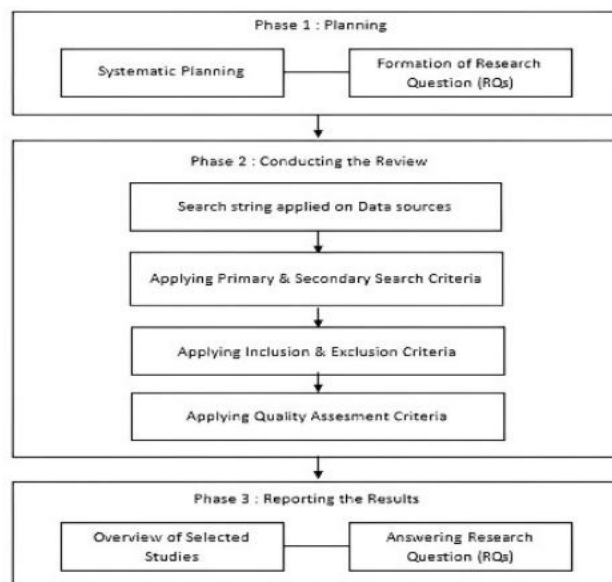 Phase 1 : Planning
Systematic Planning
Formation of Research
Question (RQs)
Phase 2 : Conducting the Review
Search string applied on Data sources
Applying Primary & Secondary Search Criteria
Applying Inclusion & Exclusion Criteria
Applying Quality Assesment Criteria
Phase 3 : Reporting the Results
Overview of Selected
Studies
Answering Research
Question (RQs)